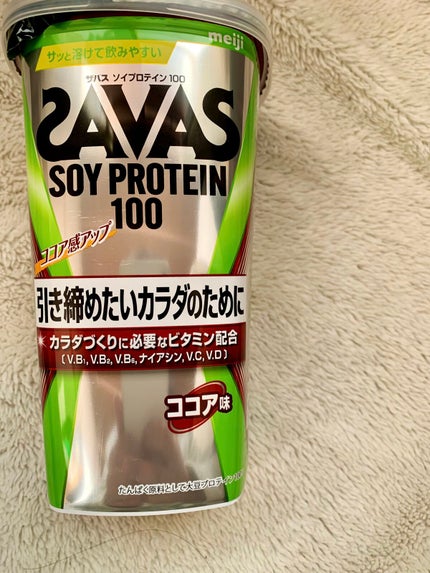 meiji
サッと溶けて飲みやすい
ザバス ソイプロテイン 100
SAVAS
SOY PROTEIN
100
ココア感アップ
引き締めたいカラダのために
カラダづくりに必要なビタミン配合
(V.B₁, V.B₂, V.B₆, ナイアシン, V.C, V.D)
ココア味
たんぱく原料として大豆プロテイン